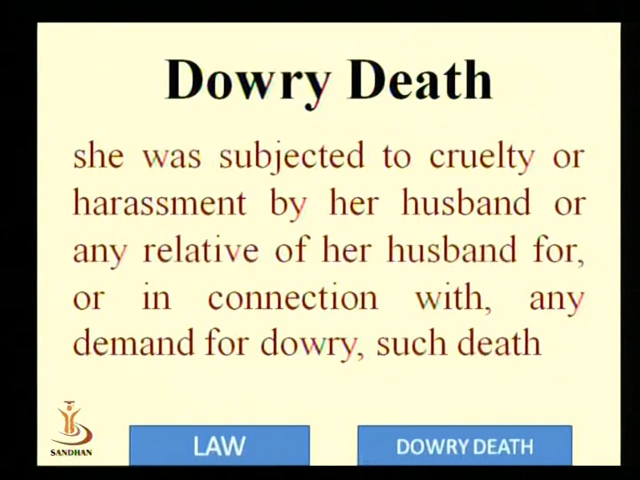 Dowry Death
she was subjected to cruelty or
harassment by her husband or
any relative of her husband for,
or in connection with, any
demand for dowry, such death
SANDHAN
LAW
DOWRY DEATH